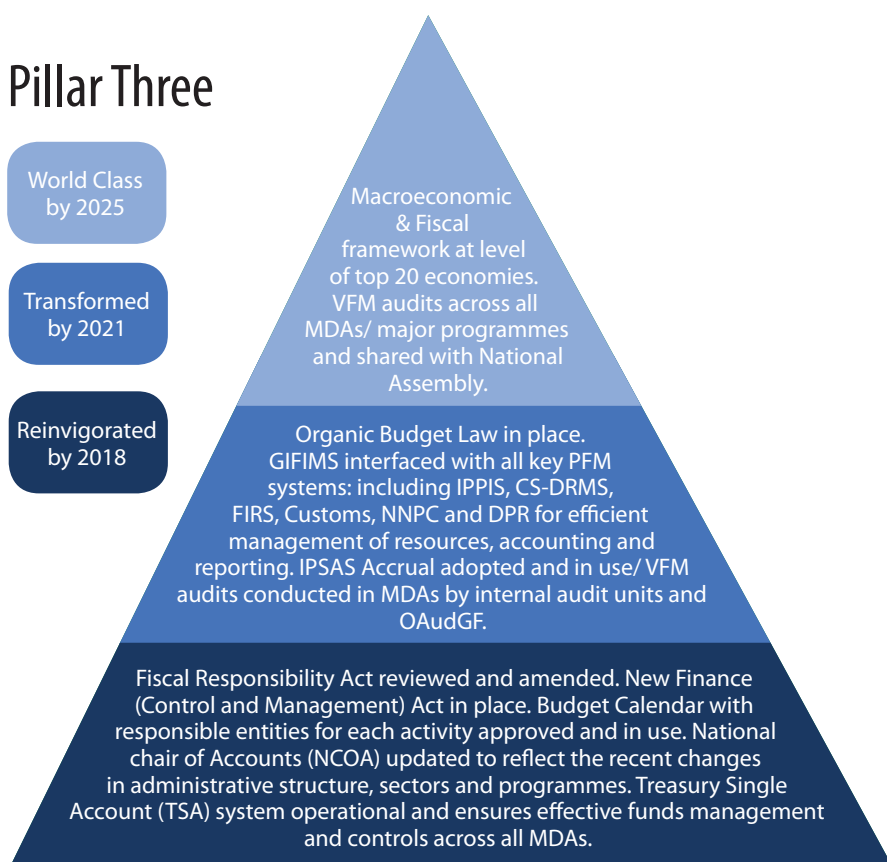 Pillar Three
World Class
by 2025
Transformed
by 2021
Reinvigorated
by 2018
Macroeconomic
& Fiscal
framework at level
of top 20 economies.
VFM audits across all
MDAs/ major programmes
and shared with National
Assembly.
Organic Budget Law in place.
GIFIMS interfaced with all key PFM
systems: including IPPIS, CS-DRMS,
FIRS, Customs, NNPC and DPR for efficient
management of resources, accounting and
reporting. IPSAS Accrual adopted and in use/ VFM
audits conducted in MDAs by internal audit units and
OAudGF.
Fiscal Responsibility Act reviewed and amended. New Finance
(Control and Management) Act in place. Budget Calendar with
responsible entities for each activity approved and in use. National
chair of Accounts (NCOA) updated to reflect the recent changes
in administrative structure, sectors and programmes. Treasury Single
Account (TSA) system operational and ensures effective funds management
and controls across all MDAs.